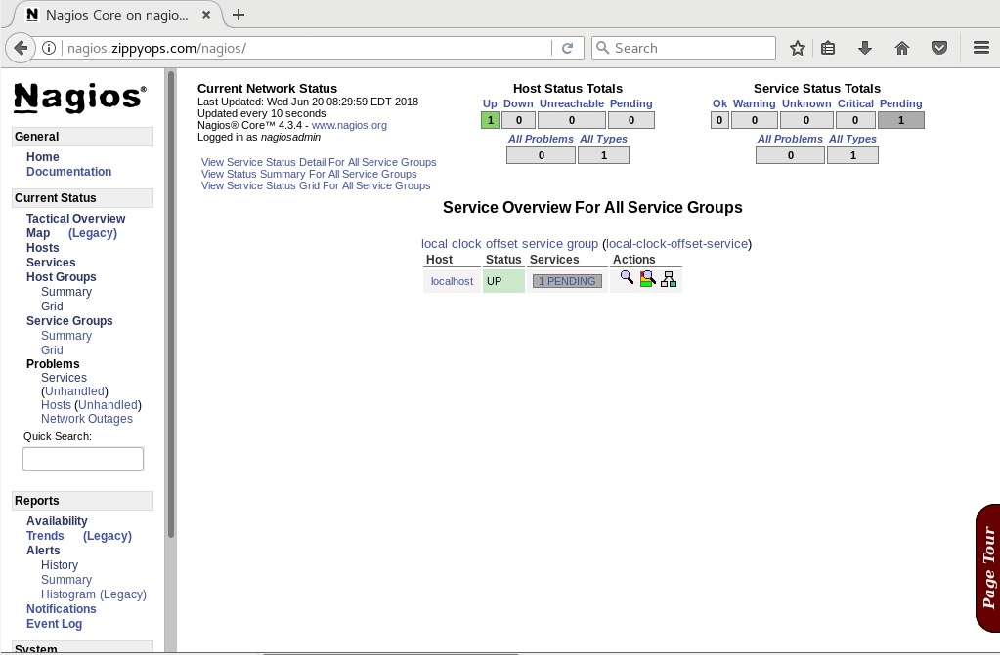 Nagios Core on nagio...
nagios.zippyops.com/nagios/
Search
Nagios®
General
Home
Documentation
Current Status
Tactical Overview
Map (Legacy)
Hosts
Services
Host Groups
Summary
Grid
Service Groups
Summary
Grid
Problems
Services
(Unhandled)
Hosts (Unhandled)
Network Outages
Quick Search:
Reports
Availability
Trends (Legacy)
Alerts
History
Summary
Histogram (Legacy)
Notifications
Event Log
System
Current Network Status
Last Updated: Wed Jun 20 08:29:59 EDT 2018
Updated every 10 seconds
Nagios® Core™ 4.3.4 - www.nagios.org
Logged in as nagiosadmin
View Service Status Detail For All Service Groups
View Status Summary For All Service Groups
View Service Status Grid For All Service Groups
Host Status Totals
Up Down Unreachable Pending
1 0 0 0
All Problems All Types
0 1
Service Status Totals
Ok Warning Unknown Critical Pending
0 0 0 0 1
All Problems All Types
0 1
Service Overview For All Service Groups
local clock offset service group (local-clock-offset-service)
Host Status Services Actions
localhost UP 1 PENDING
Page Tour